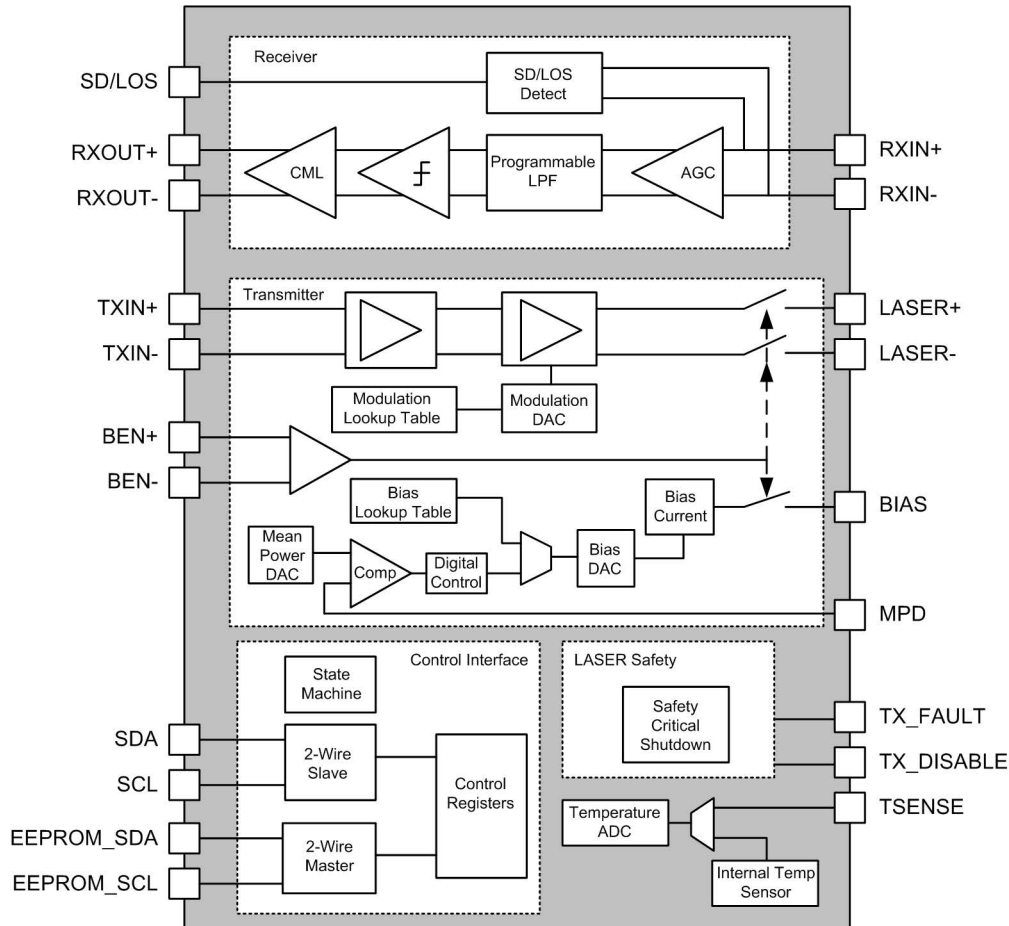 Receiver
SD/LOS
SD/LOS
Detect
RXOUT+
RXOUT-
CML
Programmable
LPF
AGC
RXIN+
RXIN-
Transmitter
TXIN+
TXIN-
LASER+
LASER-
Modulation
Lookup Table
Modulation
DAC
BEN+
BEN-
Bias
Lookup Table
Bias
Current
BIAS
Mean
Power
DAC
Comp
Digital
Control
Bias
DAC
MPD
Control Interface
State
Machine
LASER Safety
Safety
Critical
Shutdown
TX_FAULT
TX_DISABLE
SDA
SCL
2-Wire
Slave
Control
Registers
EEPROM_SDA
EEPROM_SCL
2-Wire
Master
TSENSE
Temperature
ADC
Internal Temp
Sensor